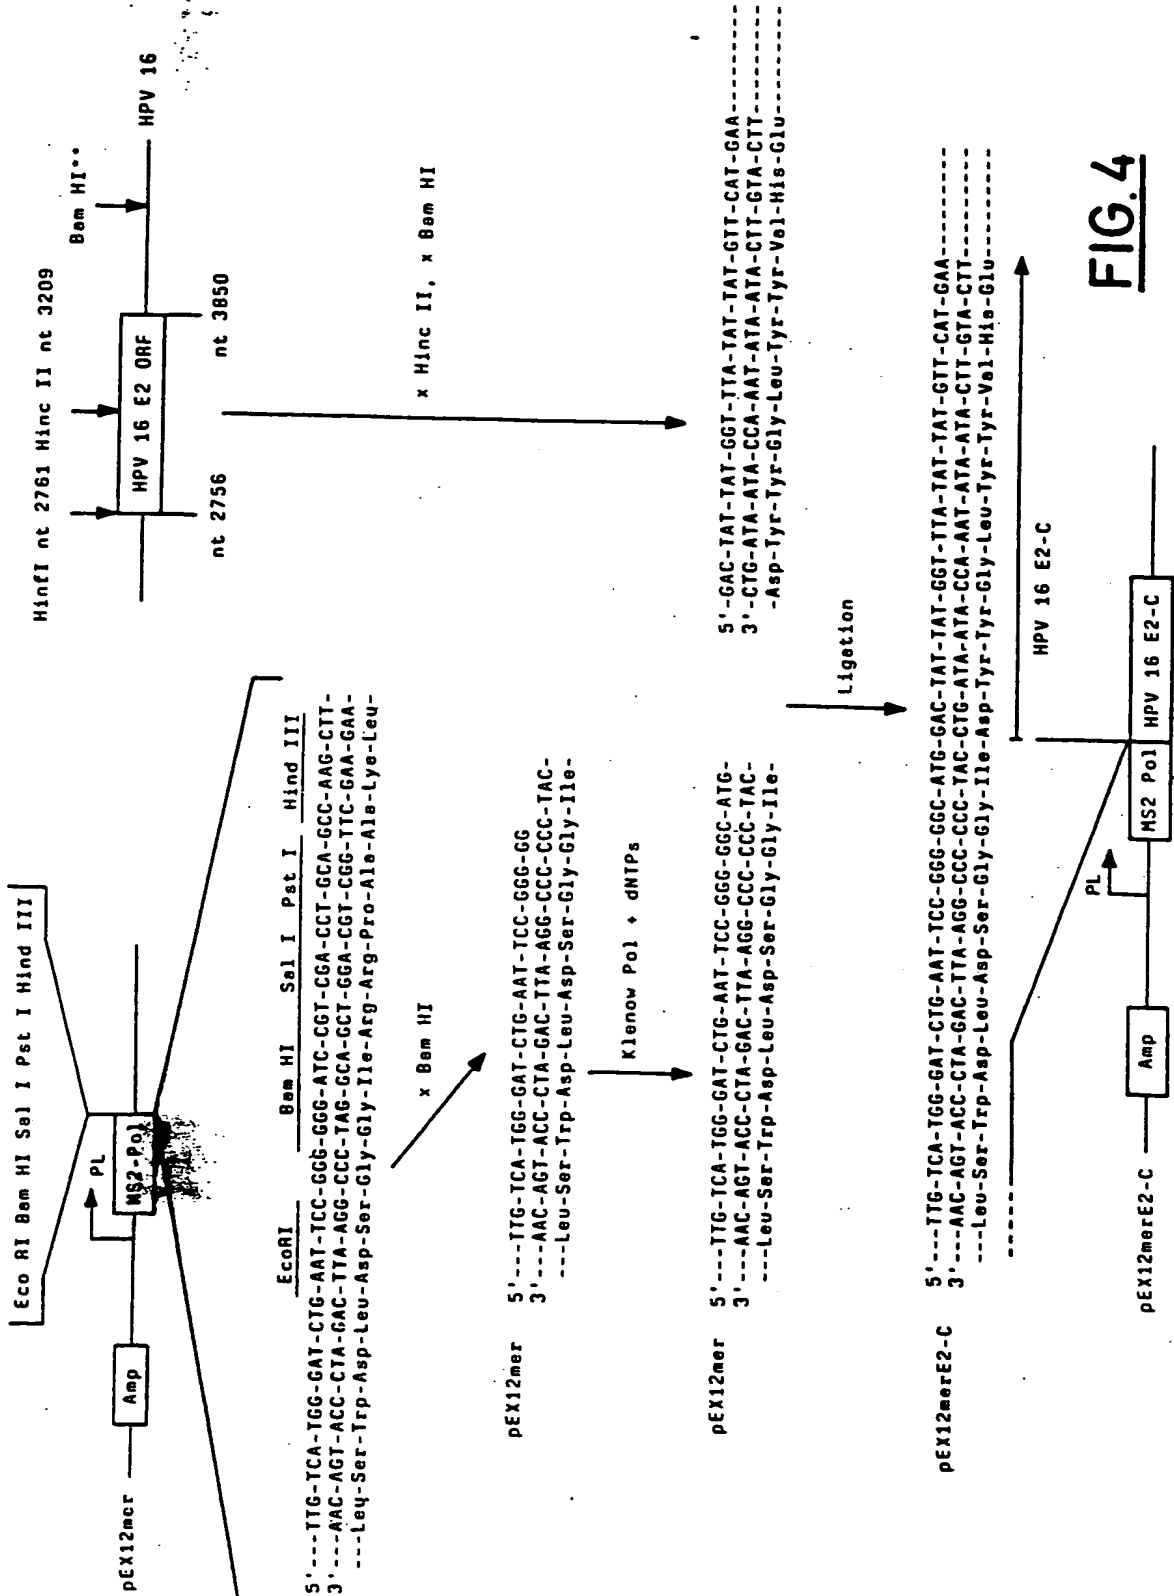 Eco RI Bam HI Sal I Pst I Hind III
PL
pEX12mer
Amp
MS2-Pol
HinfI nt 2761 Hinc II nt 3209
Bam HI**
HPV 16 E2 ORF
HPV 16
nt 2756
nt 3850
EcoRI
Bam HI
Sal I
Pst I
Hind III
5'---TTG-TCA-TGG-GAT-CTG-AAT-TCC-GGG-GGG-ATC-CGT-CGA-CCT-GCA-GCC-AAG-CTT-
3'---AAC-AGT-ACC-CTA-GAC-TTA-AGG-CCC-CCC-TAG-GCA-GCT-GGA-CGT-CGG-TTC-GAA-GAA-
---Leu-Ser-Trp-Asp-Leu-Asp-Ser-Gly-Gly-Ile-Arg-Arg-Pro-Ala-Ala-Lye-Leu-
x Bam HI
x Hinc II, x Bam HI
pEX12mer
5'---TTG-TCA-TGG-GAT-CTG-AAT-TCC-GGG-GG
3'---AAC-AGT-ACC-CTA-GAC-TTA-AGG-CCC-CCC-TAC-
---Leu-Ser-Trp-Asp-Leu-Asp-Ser-Gly-Gly-Ile-
Klenow Pol + dNTPs
pEX12mer
5'---TTG-TCA-TGG-GAT-CTG-AAT-TCC-GGG-GGC-ATG-
3'---AAC-AGT-ACC-CTA-GAC-TTA-AGG-CCC-CCC-TAC-
---Leu-Ser-Trp-Asp-Leu-Asp-Ser-Gly-Gly-Ile-
5'-GAC-TAT-TAT-GGT-TTA-TAT-TAT-GTT-CAT-GAA--------
3'-CTG-ATA-ATA-CCA-AAT-ATA-ATA-CTT-GTA-CTT--------
-Asp-Tyr-Tyr-Gly-Leu-Tyr-Tyr-Val-His-Glu--------
Ligation
pEX12merE2-C
5'---TTG-TCA-TGG-GAT-CTG-AAT-TCC-GGG-GGC-ATG-GAC-TAT-TAT-GGT-TTA-TAT-TAT-GTT-CAT-GAA--------
3'---AAC-AGT-ACC-CTA-GAC-TTA-AGG-CCC-CCC-TAC-CTG-ATA-ATA-CCA-AAT-ATA-ATA-CTT-GTA-CTT--------
---Leu-Ser-Trp-Asp-Leu-Asp-Ser-Gly-Gly-Ile-Asp-Tyr-Tyr-Gly-Leu-Tyr-Tyr-Val-His-Glu--------
HPV 16 E2-C
PL
pEX12merE2-C
Amp
MS2 Pol
HPV 16 E2-C
FIG. 4